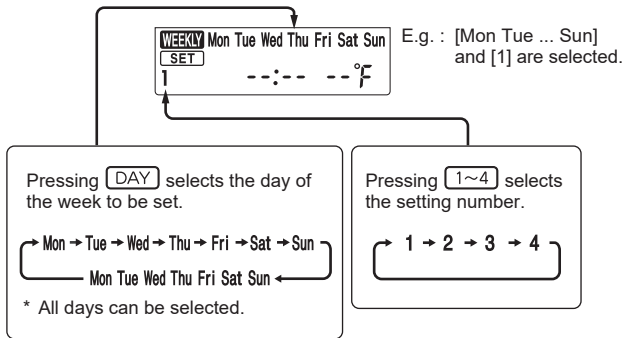 WEEKLY Mon Tue Wed Thu Fri Sat Sun
SET
1 --:-- --°F
E.g. : [Mon Tue ... Sun]
and [1] are selected.
Pressing DAY selects the day of
the week to be set.
Mon → Tue → Wed → Thu → Fri → Sat → Sun
Mon Tue Wed Thu Fri Sat Sun ←
* All days can be selected.
Pressing 1~4 selects
the setting number.
1 → 2 → 3 → 4